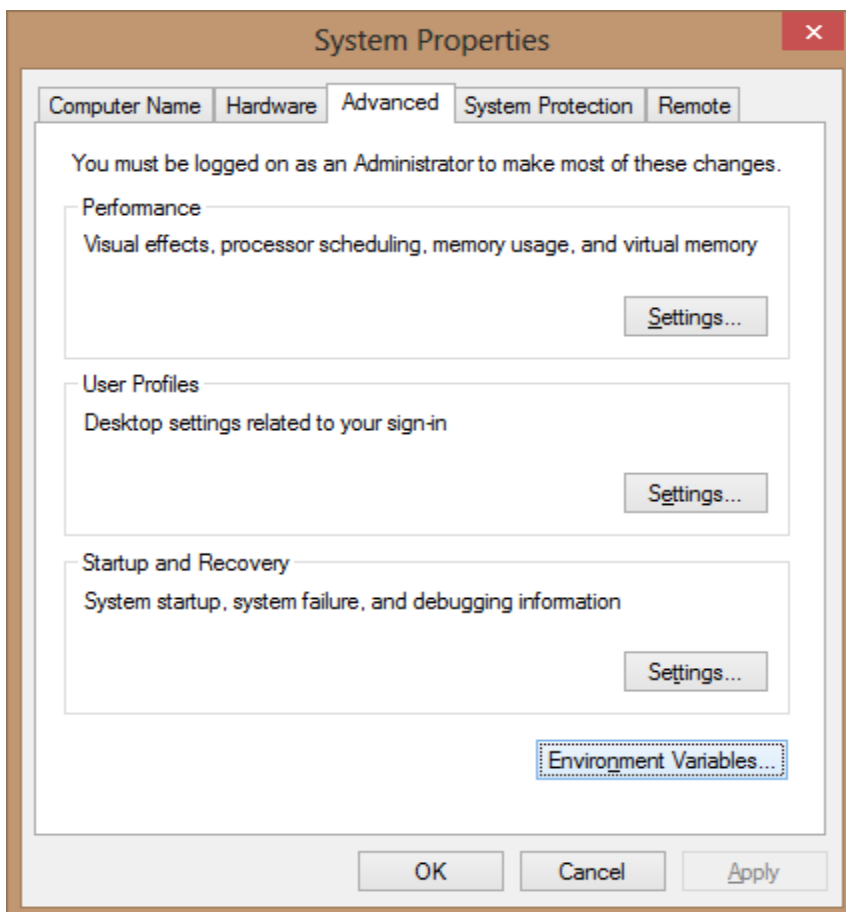 System Properties
Computer Name Hardware Advanced System Protection Remote
You must be logged on as an Administrator to make most of these changes.
Performance
Visual effects, processor scheduling, memory usage, and virtual memory
Settings...
User Profiles
Desktop settings related to your sign-in
Settings...
Startup and Recovery
System startup, system failure, and debugging information
Settings...
Environment Variables...
OK Cancel Apply